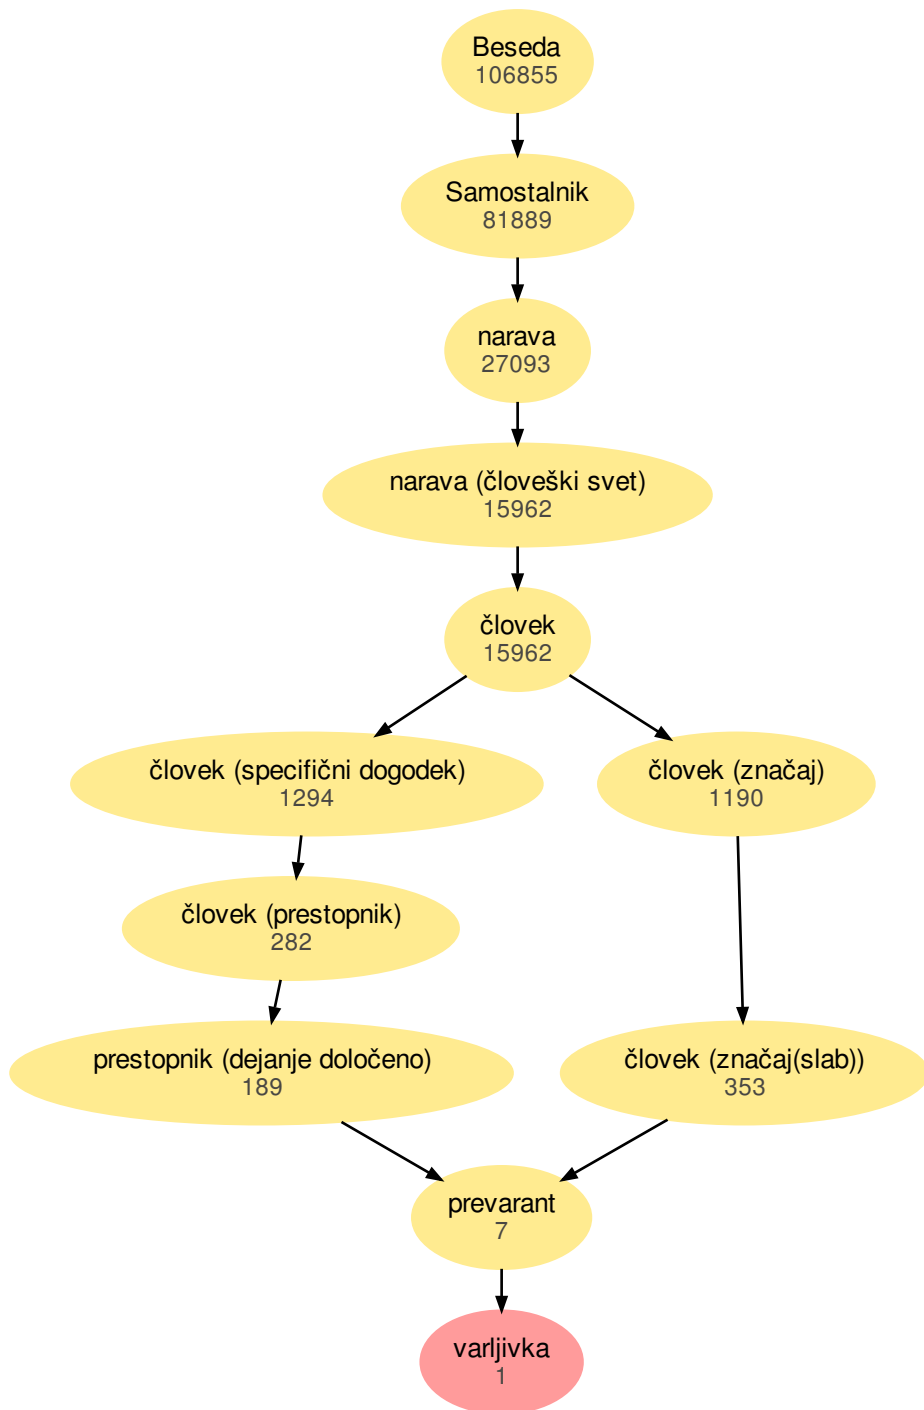 Beseda
106855
Samostalnik
81889
narava
27093
narava (človeški svet)
15962
človek
15962
človek (specifični dogodek)
1294
človek (značaj)
1190
človek (prestopnik)
282
prestopnik (dejanje določeno)
189
človek (značaj(slab))
353
prevarant
7
varljivka
1